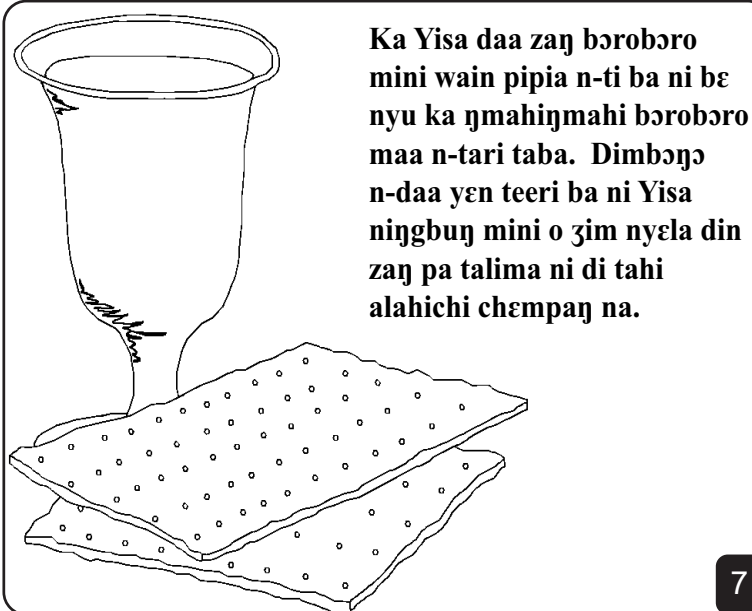 Ka Yisa daa zaŋ bɔrobɔro
mini wain pipia n-ti ba ni bɛ
nyu ka ŋmahiŋmahi bɔrobɔro
maa n-tari taba. Dimbɔŋɔ
n-daa yɛn teeri ba ni Yisa
niŋgbuŋ mini o ʒim nyɛla din
zaŋ pa talima ni di tahi
alahichi chɛmpaŋ na.
7